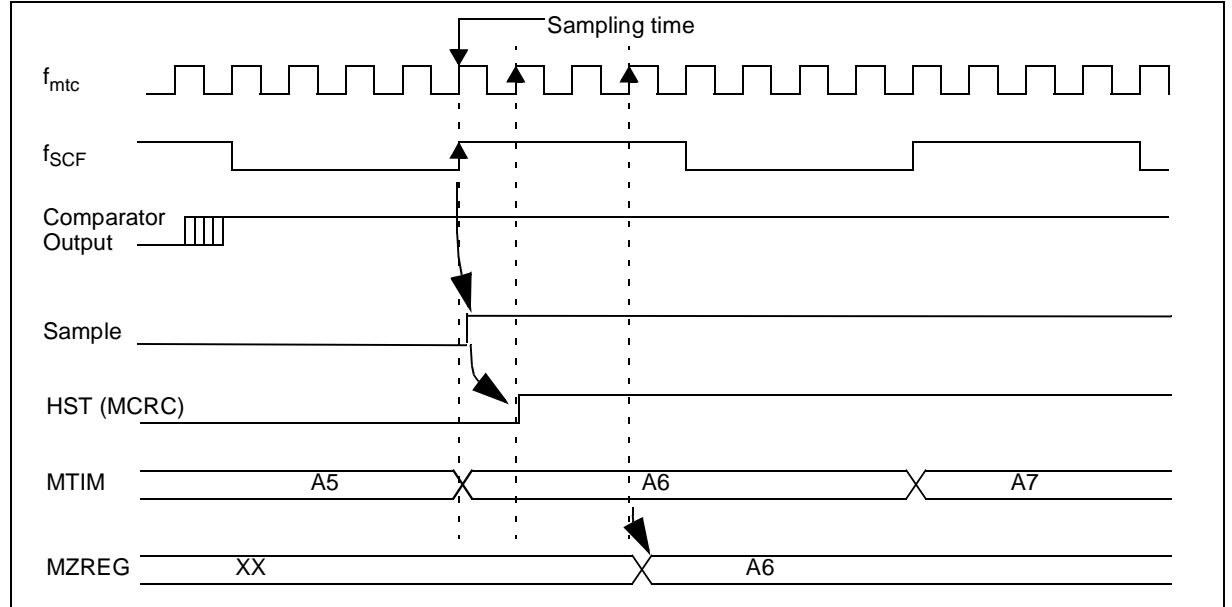 Sampling time
fmtc
fSCF
Comparator
Output
Sample
HST (MCRC)
MTIM A5 A6 A7
MZREG XX A6